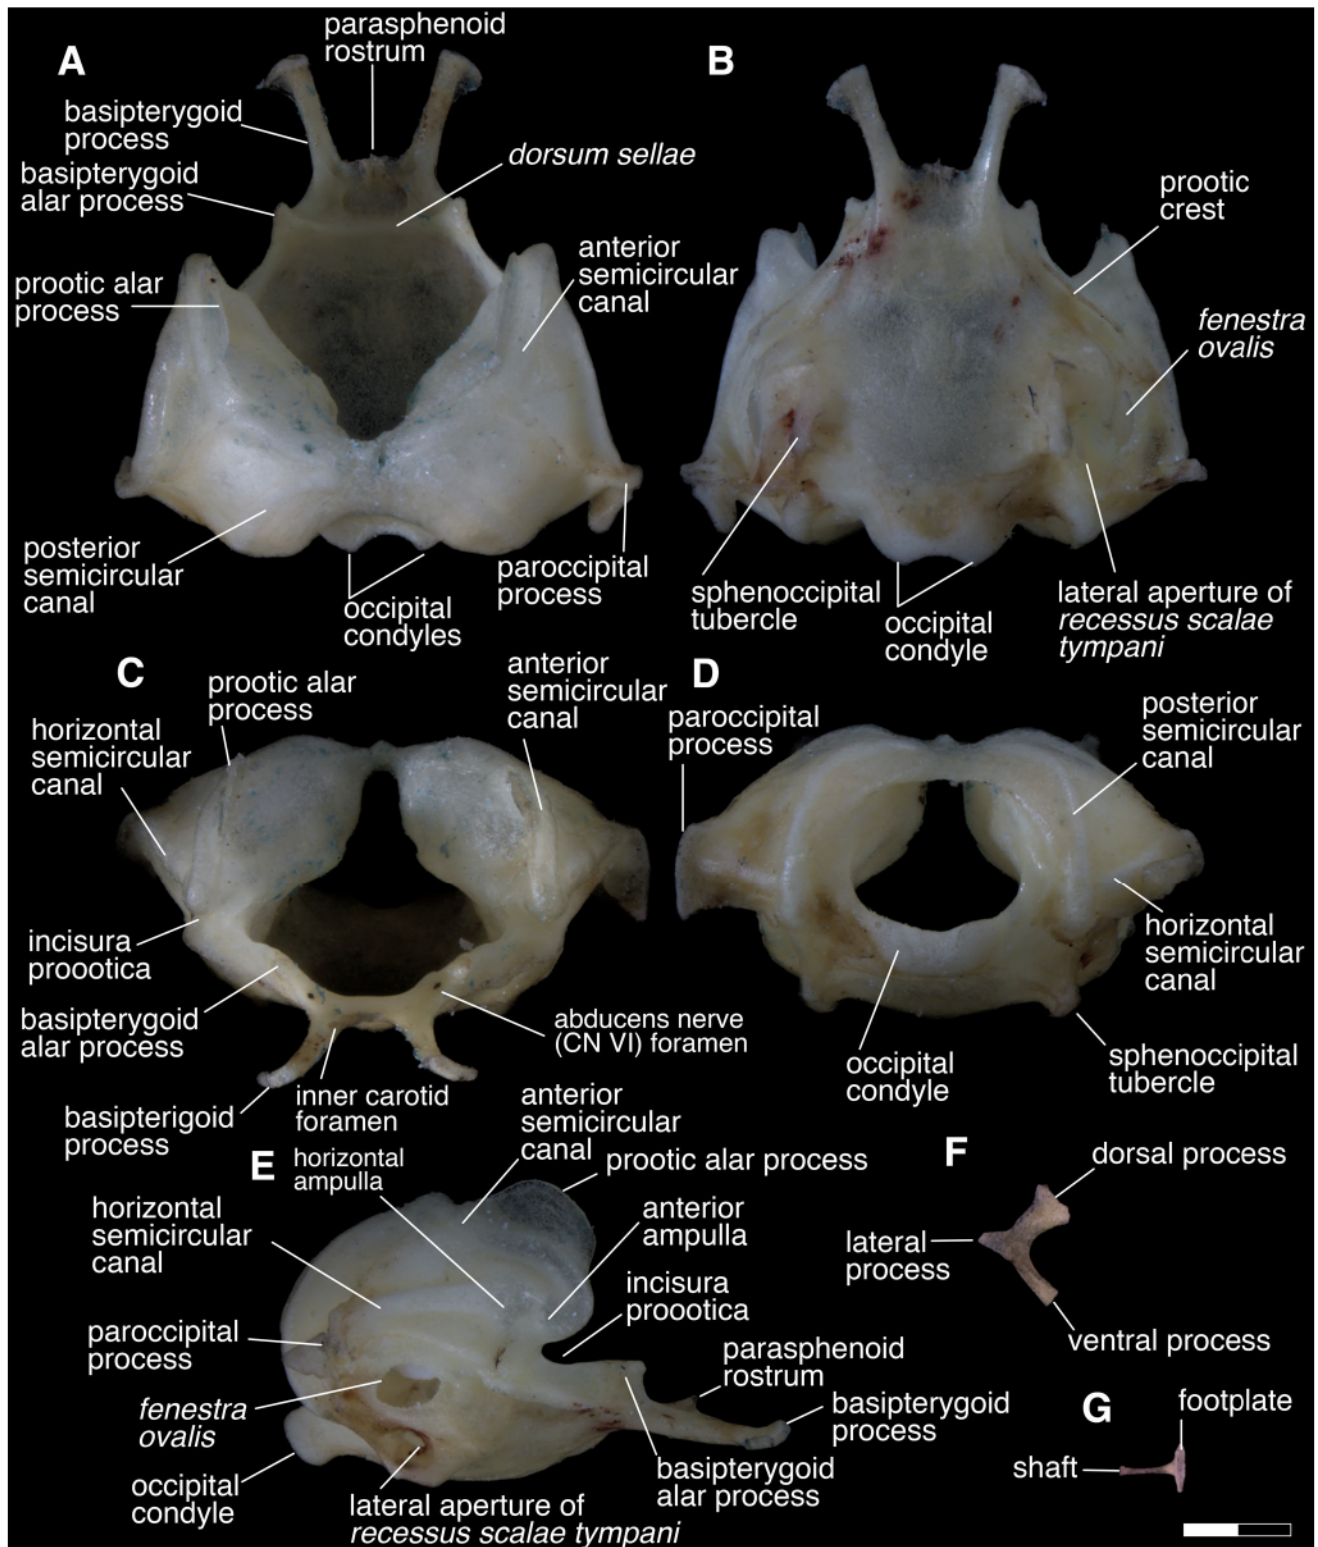 A
parasphenoid
rostrum
B
basipterygoid
process
basipterygoid
alar process
dorsum sellae
prootic
crest
prootic alar
process
anterior
semicircular
canal
fenestra
ovalis
posterior
semicircular
canal
occipital
condyles
paroccipital
process
sphenoccipital
tubercle
occipital
condyle
lateral aperture of
recessus scalae
tympani
C
prootic alar
process
anterior
semicircular
canal
horizontal
semicircular
canal
incisura
proootica
basipterygoid
alar process
basipterigoid
process
inner carotid
foramen
abducens nerve
(CN VI) foramen
D
paroccipital
process
posterior
semicircular
canal
horizontal
semicircular
canal
occipital
condyle
sphenoccipital
tubercle
E
horizontal
ampulla
anterior
semicircular
canal
prootic alar process
horizontal
semicircular
canal
anterior
ampulla
incisura
proootica
paroccipital
process
parasphenoid
rostrum
fenestra
ovalis
basipterygoid
process
occipital
condyle
basipterygoid
alar process
lateral aperture of
recessus scalae tympani
F
dorsal process
lateral
process
ventral process
G
footplate
shaft